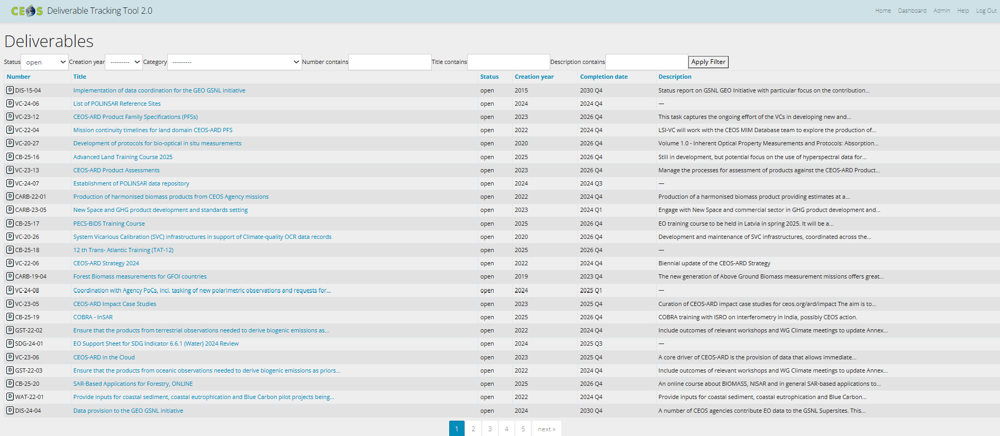 CEOS Deliverable Tracking Tool 2.0 Home Dashboard Admin Help Log Out
Deliverables
Status open Creation year --------- Category --------- Number contains Title contains Description contains Apply Filter
Number Title Status Creation year Completion date Description
D DIS-15-04 Implementation of data coordination for the GEO GSNL initiative open 2015 2030 Q4 Status report on GSNL GEO Initiative with particular focus on the contribution...
D VC-24-06 List of POLINSAR Reference Sites open 2024 2024 Q4 —
D VC-23-12 CEOS-ARD Product Family Specifications (PFSs) open 2023 2026 Q4 This task captures the ongoing effort of the VCs in developing new and...
D VC-22-04 Mission continuity timelines for land domain CEOS-ARD PFS open 2022 2024 Q4 LSI-VC will work with the CEOS MIM Database team to explore the production of...
D VC-20-27 Development of protocols for bio-optical in situ measurements open 2020 2026 Q4 Volume 1.0 - Inherent Optical Property Measurements and Protocols: Absorption...
D CB-25-16 Advanced Land Training Course 2025 open 2025 2026 Q4 Still in development, but potential focus on the use of hyperspectral data for...
D VC-23-13 CEOS-ARD Product Assessments open 2023 2026 Q4 Manage the processes for assessment of products against the CEOS-ARD Product...
D VC-24-07 Establishment of POLINSAR data repository open 2024 2024 Q3 —
D CARB-22-01 Production of harmonised biomass products from CEOS Agency missions open 2022 2024 Q4 Production of a harmonised biomass product providing estimates at a...
D CARB-23-05 New Space and GHG product development and standards setting open 2023 2024 Q1 Engage with New Space and commercial sector in GHG product development and...
D CB-25-17 PECS-BiDS Training Course open 2025 2026 Q4 EO training course to be held in Latvia in spring 2025. It will be a...
D VC-20-26 System Vicarious Calibration (SVC) infrastructures in support of Climate-quality OCR data records open 2020 2026 Q4 Development and maintenance of SVC infrastructures, coordinated across the...
D CB-25-18 12 th Trans- Atlantic Training (TAT-12) open 2025 2026 Q4 —
D VC-22-06 CEOS-ARD Strategy 2024 open 2022 2024 Q4 Biennial update of the CEOS-ARD Strategy
D CARB-19-04 Forest Biomass measurements for GFOI countries open 2019 2023 Q4 The new generation of Above Ground Biomass measurement missions offers great...
D VC-24-08 Coordination with Agency PoCs, incl. tasking of new polarimetric observations and requests for... open 2024 2025 Q1 —
D VC-23-05 CEOS-ARD Impact Case Studies open 2023 2025 Q4 Curation of CEOS-ARD impact case studies for ceos.org/ard/impact The aim is to...
D CB-25-19 COBRA - InSAR open 2025 2026 Q4 COBRA training with ISRO on interferometry in India, possibly CEOS action.
D GST-22-02 Ensure that the products from terrestrial observations needed to derive biogenic emissions as... open 2022 2024 Q4 Include outcomes of relevant workshops and WG Climate meetings to update Annex...
D SDG-24-01 EO Support Sheet for SDG Indicator 6.6.1 (Water) 2024 Review open 2024 2025 Q3 —
D VC-23-06 CEOS-ARD in the Cloud open 2023 2025 Q4 A core driver of CEOS-ARD is the provision of data that allows immediate...
D GST-22-03 Ensure that the products from oceanic observations needed to derive biogenic emissions as priors... open 2022 2024 Q4 Include outcomes of relevant workshops and WG Climate meetings to update Annex...
D CB-25-20 SAR-Based Applications for Forestry, ONLINE open 2025 2026 Q4 An online course about BIOMASS, NISAR and in general SAR-based applications to...
D WAT-22-01 Provide inputs for coastal sediment, coastal eutrophication and Blue Carbon pilot projects being... open 2022 2024 Q4 Provide inputs for coastal sediment, coastal eutrophication and Blue Carbon...
D DIS-24-04 Data provision to the GEO GSNL initiative open 2024 2030 Q4 A number of CEOS agencies contribute EO data to the GSNL Supersites. This...
1 2 3 4 5 next »